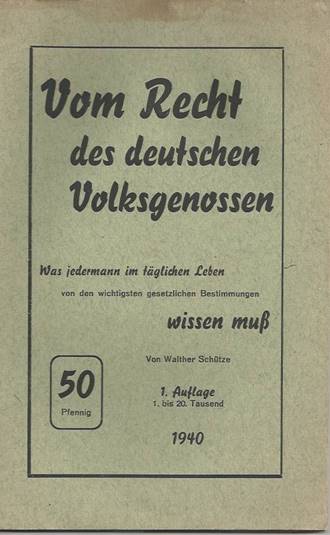 Vom Recht
des deutschen
Volksgenossen
Was jedermann im täglichen Leben
von den wichtigsten gesetzlichen Bestimmungen
wissen muß
Von Walther Schütze
50
Pfennig
1. Auflage
1. bis 20. Tausend
1940